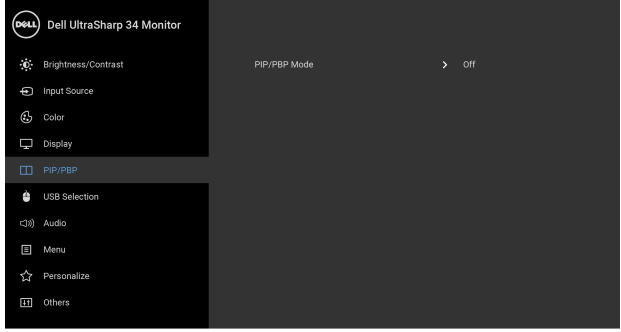 DELL Dell UltraSharp 34 Monitor
Brightness/Contrast
PIP/PBP Mode Off
Input Source
Color
Display
PIP/PBP
USB Selection
Audio
Menu
Personalize
Others